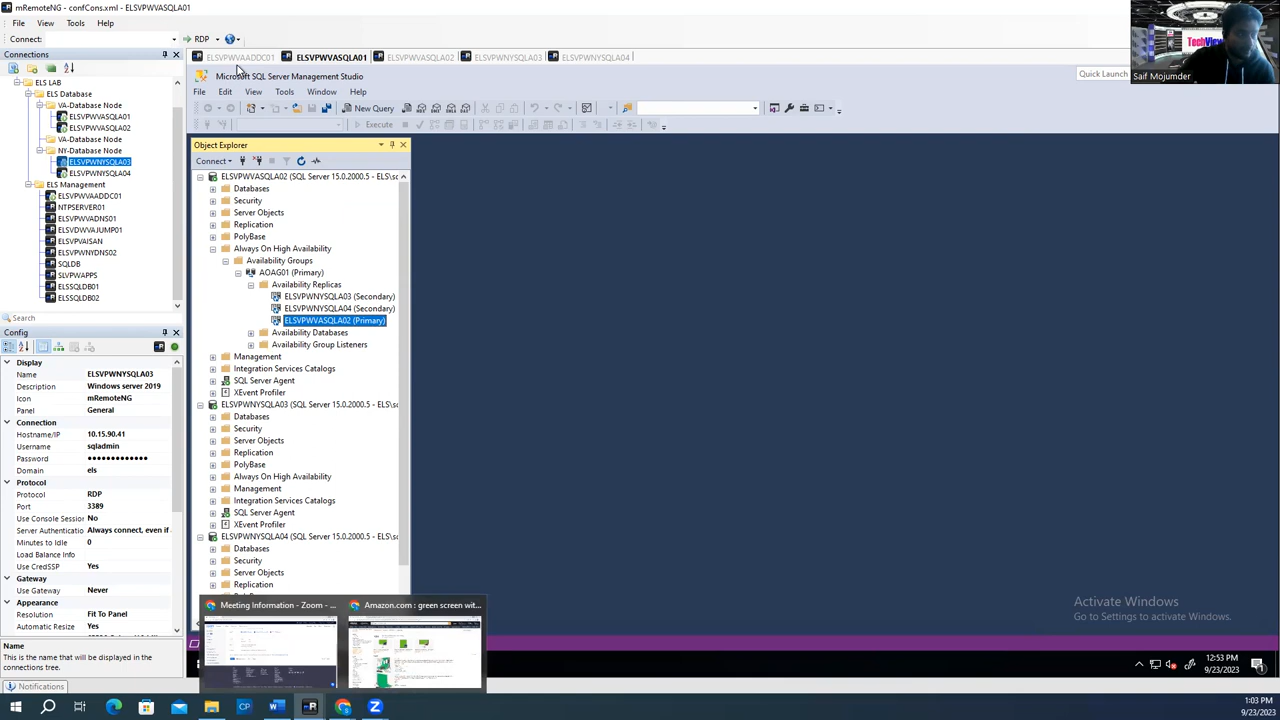 mRemoteNG - confCons.xml - ELSVPWVASQLA01
File View Tools Help
Connect: RDP
Connections
ELS LAB
ELS Database
VA-Database Node
ELSVPWVASQLA01
ELSVPWVASQLA02
VA-Database Node
NY-Database Node
ELSVPWNYSQLA03
ELSVPWNYSQLA04
ELS Management
ELSVPWVAADDC01
NTPSERVER01
ELSVPWVADNS01
ELSVDWVAJUMP01
ELSVPVAISAN
ELSVPWNYDNS02
SQLDB
SLVPWAPPS
ELSSQLDB01
ELSSQLDB02
Search
Config
Display
Name ELSVPWNYSQLA03
Description Windows server 2019
Icon mRemoteNG
Panel General
Connection
Hostname/IP 10.15.90.41
Username sqladmin
Password ●●●●●●●●●●●●
Domain els
Protocol
Protocol RDP
Port 3389
Use Console Session No
Server Authentication Always connect, even if
Minutes to Idle 0
Load Balance Info
Use CredSSP Yes
Gateway
Use Gateway Never
Appearance
Resolution Fit To Panel
Automatic Resize Yes
Name
This is the name that will be displayed in the
connections tree.
Notifications
ELSVPWVAADDC01 ELSVPWVASQLA01 ELSVPWVASQLA02 ELSVPWNYSQLA03 ELSVPWNYSQLA04
Microsoft SQL Server Management Studio
Quick Launch
File Edit View Tools Window Help
New Query
Execute
Object Explorer
Connect
ELSVPWVASQLA02 (SQL Server 15.0.2000.5 - ELS\sc
Databases
Security
Server Objects
Replication
PolyBase
Always On High Availability
Availability Groups
AOAG01 (Primary)
Availability Replicas
ELSVPWNYSQLA03 (Secondary)
ELSVPWNYSQLA04 (Secondary)
ELSVPWVASQLA02 (Primary)
Availability Databases
Availability Group Listeners
Management
Integration Services Catalogs
SQL Server Agent
XEvent Profiler
ELSVPWNYSQLA03 (SQL Server 15.0.2000.5 - ELS\sc
Databases
Security
Server Objects
Replication
PolyBase
Always On High Availability
Management
Integration Services Catalogs
SQL Server Agent
XEvent Profiler
ELSVPWNYSQLA04 (SQL Server 15.0.2000.5 - ELS\sc
Databases
Security
Server Objects
Replication
Meeting Information - Zoom - ...
Amazon.com : green screen wit...
Activate Windows
Go to Settings to activate Windows.
12:53 PM
9/23/2023
1:03 PM
9/23/2023
Saif Mojumder